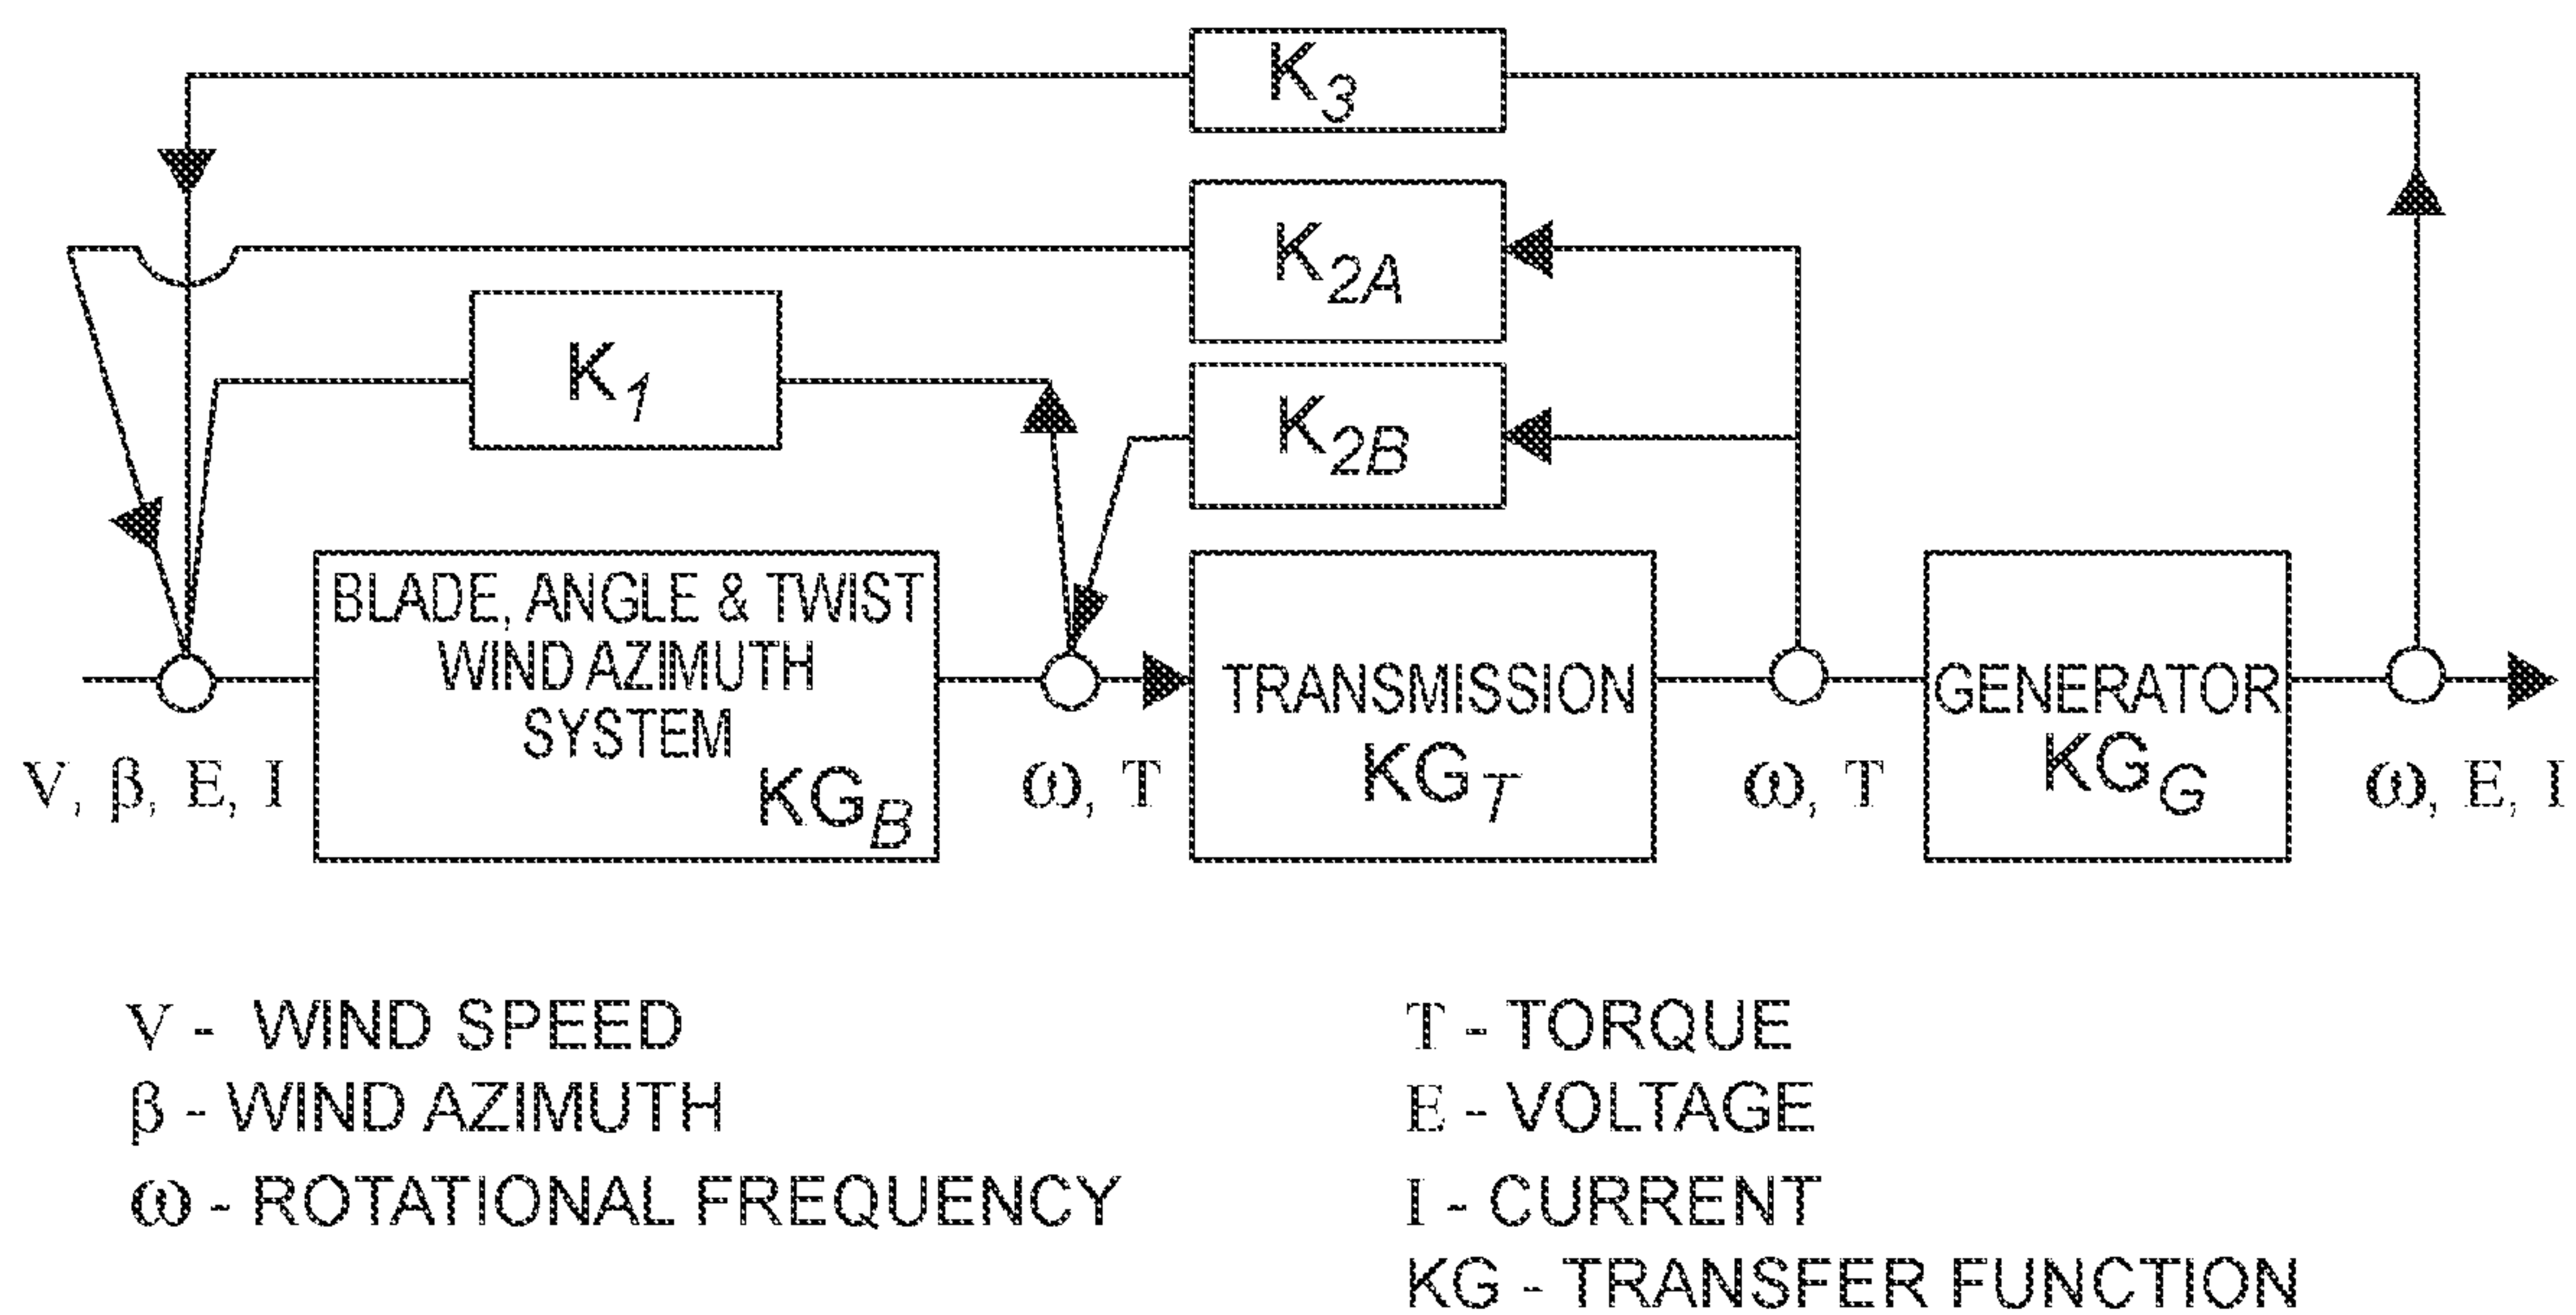 K3
K2A
K1
K2B
BLADE, ANGLE & TWIST
WIND AZIMUTH
SYSTEM
KGB
TRANSMISSION
KGT
GENERATOR
KGG
V, β, E, I
ω, T
ω, T
ω, E, I
V - WIND SPEED
β - WIND AZIMUTH
ω - ROTATIONAL FREQUENCY
T - TORQUE
E - VOLTAGE
I - CURRENT
KG - TRANSFER FUNCTION